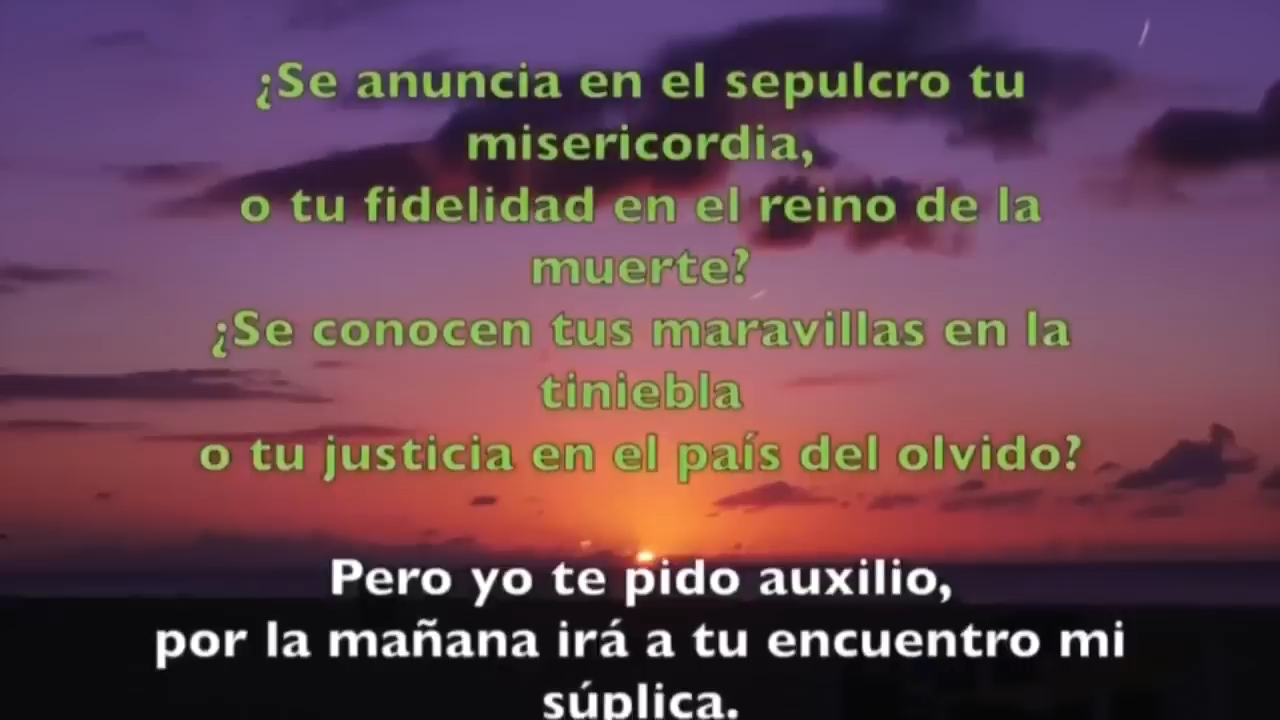 ¿Se anuncia en el sepulcro tu
misericordia,
o tu fidelidad en el reino de la
muerte?
¿Se conocen tus maravillas en la
tiniebla
o tu justicia en el país del olvido?
Pero yo te pido auxilio,
por la mañana irá a tu encuentro mi
súplica.